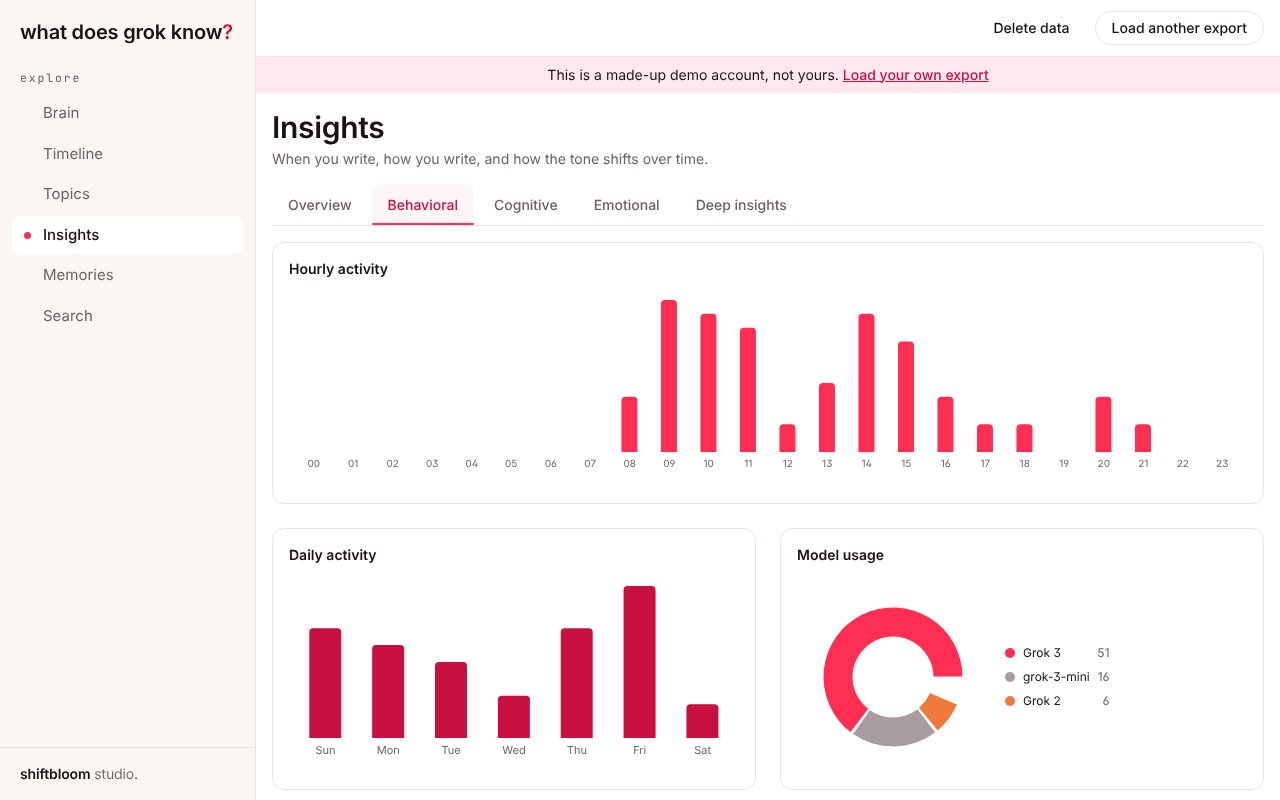 what does grok know?
Delete data
Load another export
explore
This is a made-up demo account, not yours. Load your own export
Brain
Timeline
Topics
Insights
Memories
Search
Insights
When you write, how you write, and how the tone shifts over time.
Overview Behavioral Cognitive Emotional Deep insights
Hourly activity
00 01 02 03 04 05 06 07 08 09 10 11 12 13 14 15 16 17 18 19 20 21 22 23
Daily activity
Sun Mon Tue Wed Thu Fri Sat
Model usage
Grok 3 51
grok-3-mini 16
Grok 2 6
shiftbloom studio.